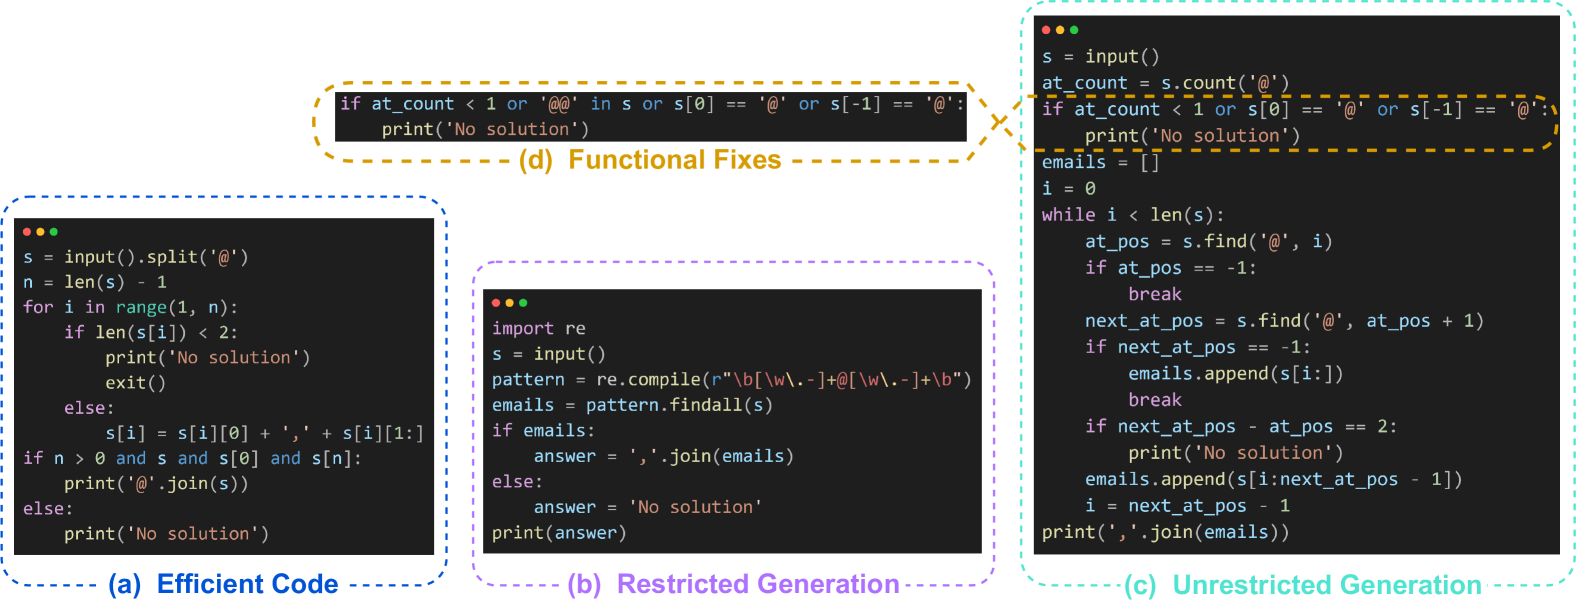 if at_count < 1 or '@@' in s or s[0] == '@' or s[-1] == '@':
    print('No solution')
(d) Functional Fixes
s = input().split('@')
n = len(s) - 1
for i in range(1, n):
    if len(s[i]) < 2:
        print('No solution')
        exit()
    else:
        s[i] = s[i][0] + ',' + s[i][1:]
if n > 0 and s and s[0] and s[n]:
    print('@'.join(s))
else:
    print('No solution')
(a) Efficient Code
import re
s = input()
pattern = re.compile(r"\b[\w\.-]+@[\w\.-]+\b")
emails = pattern.findall(s)
if emails:
    answer = ','.join(emails)
else:
    answer = 'No solution'
print(answer)
(b) Restricted Generation
s = input()
at_count = s.count('@')
if at_count < 1 or s[0] == '@' or s[-1] == '@':
    print('No solution')
emails = []
i = 0
while i < len(s):
    at_pos = s.find('@', i)
    if at_pos == -1:
        break
    next_at_pos = s.find('@', at_pos + 1)
    if next_at_pos == -1:
        emails.append(s[i:])
        break
    if next_at_pos - at_pos == 2:
        print('No solution')
    emails.append(s[i:next_at_pos - 1])
    i = next_at_pos - 1
print(','.join(emails))
(c) Unrestricted Generation